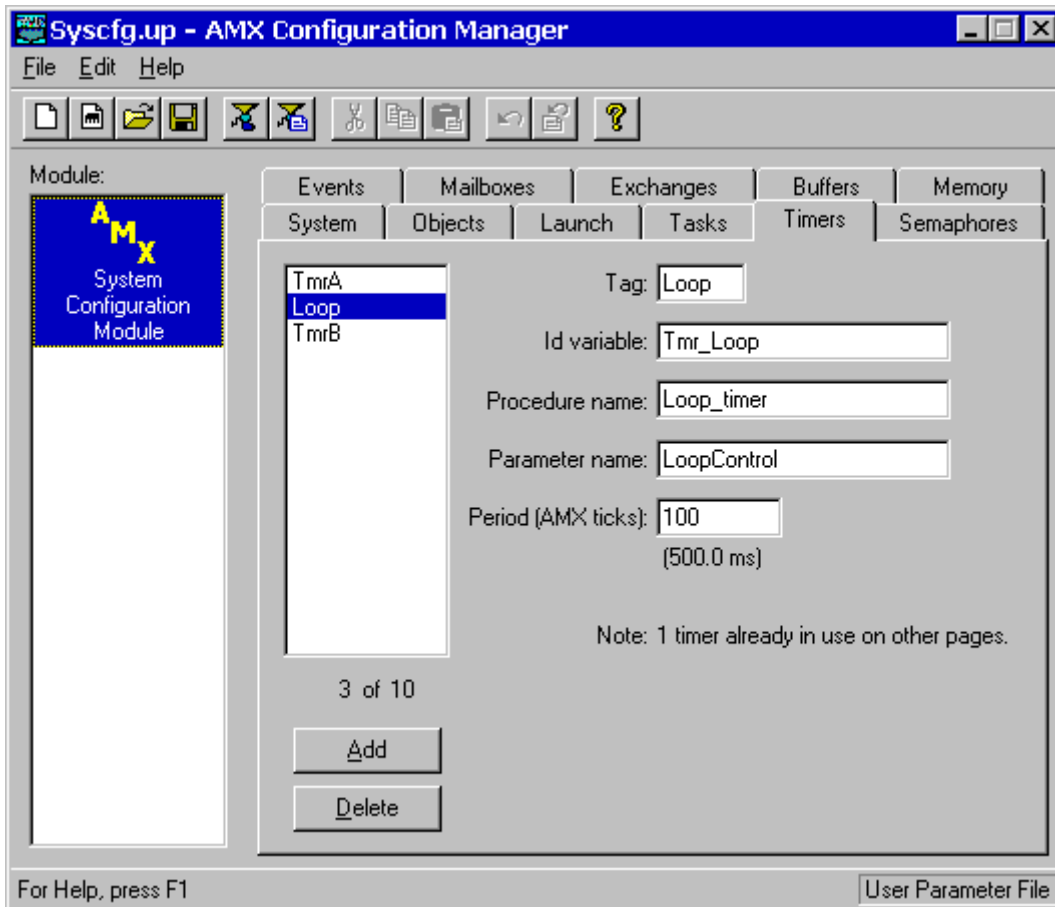 Syscfg.up - AMX Configuration Manager
File Edit Help
Module:
AMX
System
Configuration
Module
Events Mailboxes Exchanges Buffers Memory
System Objects Launch Tasks Timers Semaphores
TmrA
Loop
TmrB
3 of 10
Add
Delete
Tag: Loop
Id variable: Tmr_Loop
Procedure name: Loop_timer
Parameter name: LoopControl
Period (AMX ticks): 100
(500.0 ms)
Note: 1 timer already in use on other pages.
For Help, press F1
User Parameter File